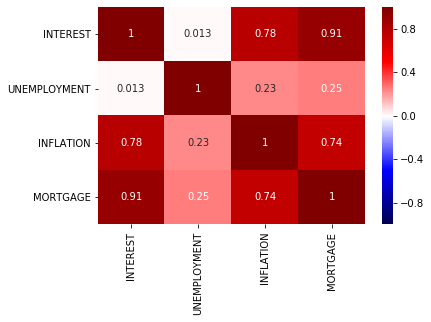 INTEREST 1 0.013 0.78 0.91
UNEMPLOYMENT 0.013 1 0.23 0.25
INFLATION 0.78 0.23 1 0.74
MORTGAGE 0.91 0.25 0.74 1
INTEREST
UNEMPLOYMENT
INFLATION
MORTGAGE
0.8
0.4
0.0
−0.4
−0.8